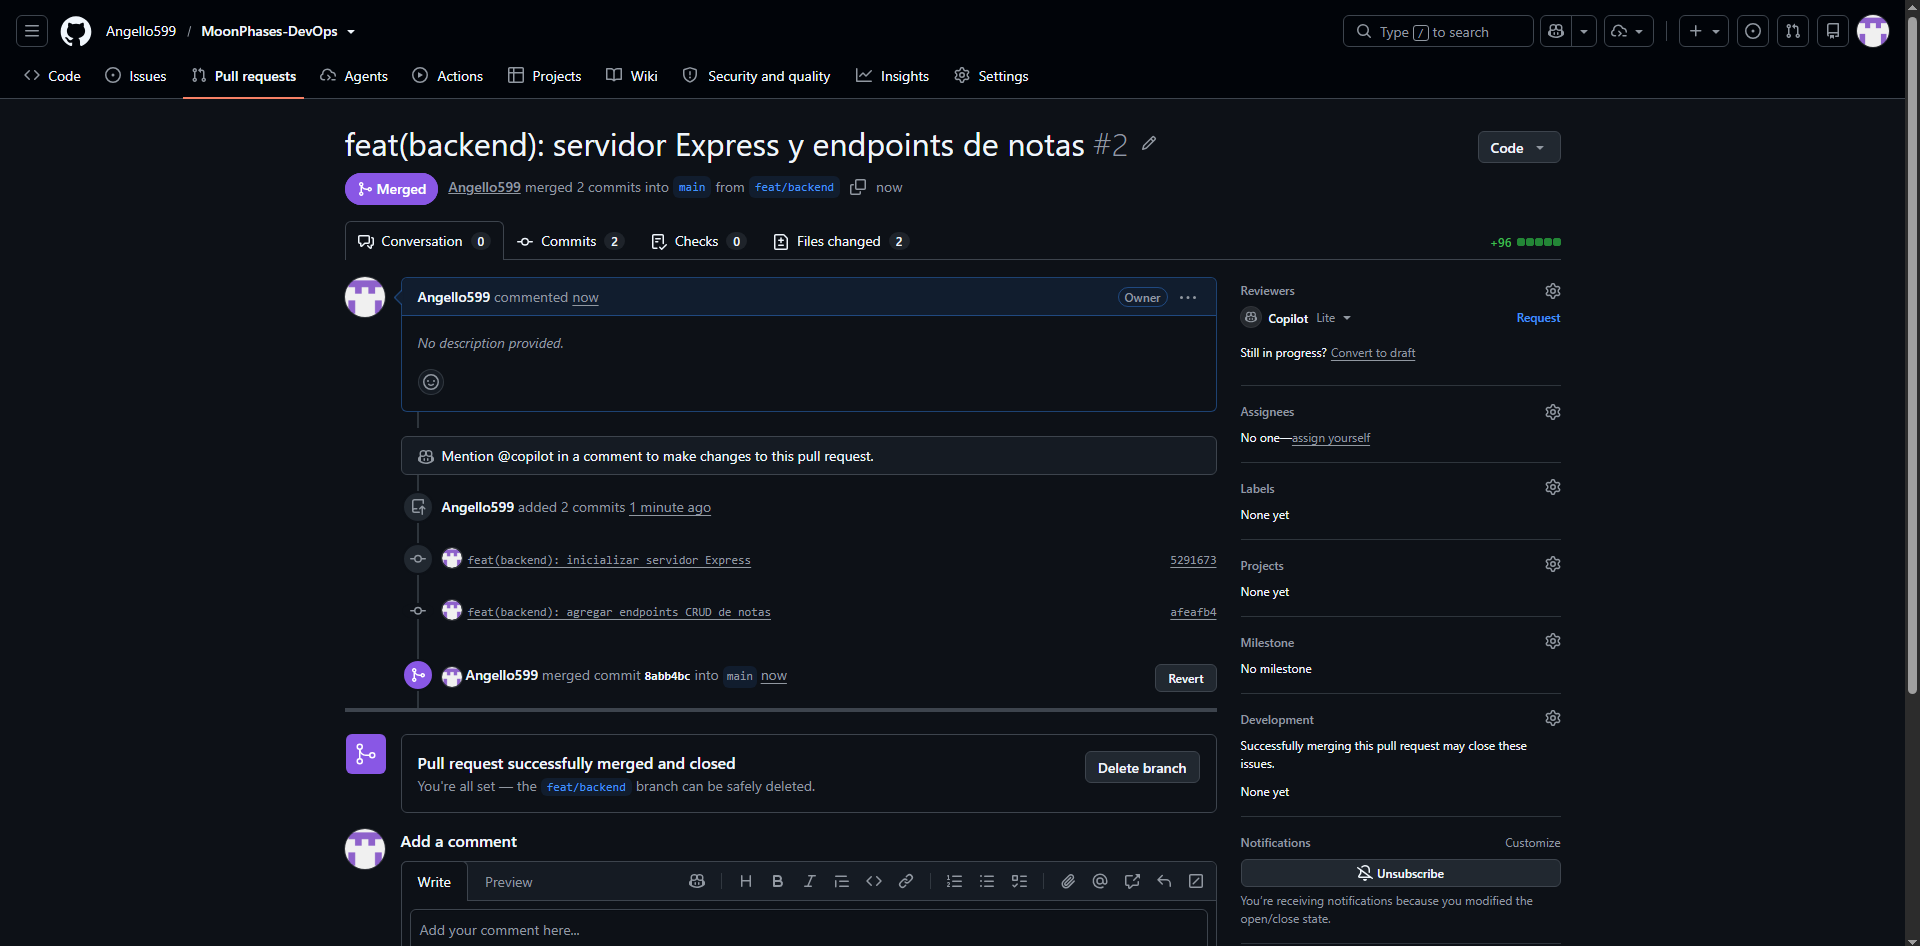 Angello599 / MoonPhases-DevOps
Type / to search
Code
Issues
Pull requests
Agents
Actions
Projects
Wiki
Security and quality
Insights
Settings
feat(backend): servidor Express y endpoints de notas #2
Code
Merged
Angello599 merged 2 commits into main from feat/backend now
Conversation 0
Commits 2
Checks 0
Files changed 2
+96
Angello599 commented now
Owner
No description provided.
Mention @copilot in a comment to make changes to this pull request.
Angello599 added 2 commits 1 minute ago
feat(backend): inicializar servidor Express 5291673
feat(backend): agregar endpoints CRUD de notas afeafb4
Angello599 merged commit 8abb4bc into main now
Revert
Pull request successfully merged and closed
You're all set — the feat/backend branch can be safely deleted.
Delete branch
Add a comment
Write
Preview
Add your comment here...
Reviewers
Copilot Lite
Request
Still in progress? Convert to draft
Assignees
No one—assign yourself
Labels
None yet
Projects
None yet
Milestone
No milestone
Development
Successfully merging this pull request may close these
issues.
None yet
Notifications
Customize
Unsubscribe
You're receiving notifications because you modified the
open/close state.